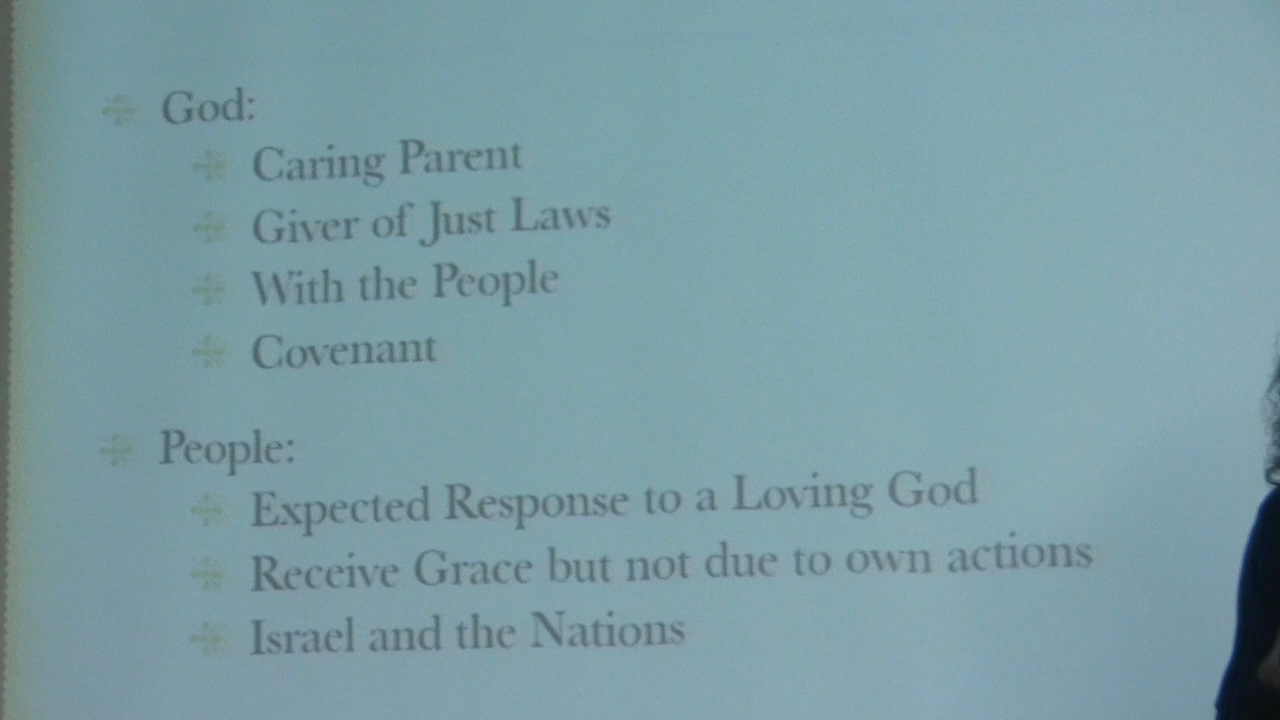 God:
Caring Parent
Giver of Just Laws
With the People
Covenant
People:
Expected Response to a Loving God
Receive Grace but not due to own actions
Israel and the Nations